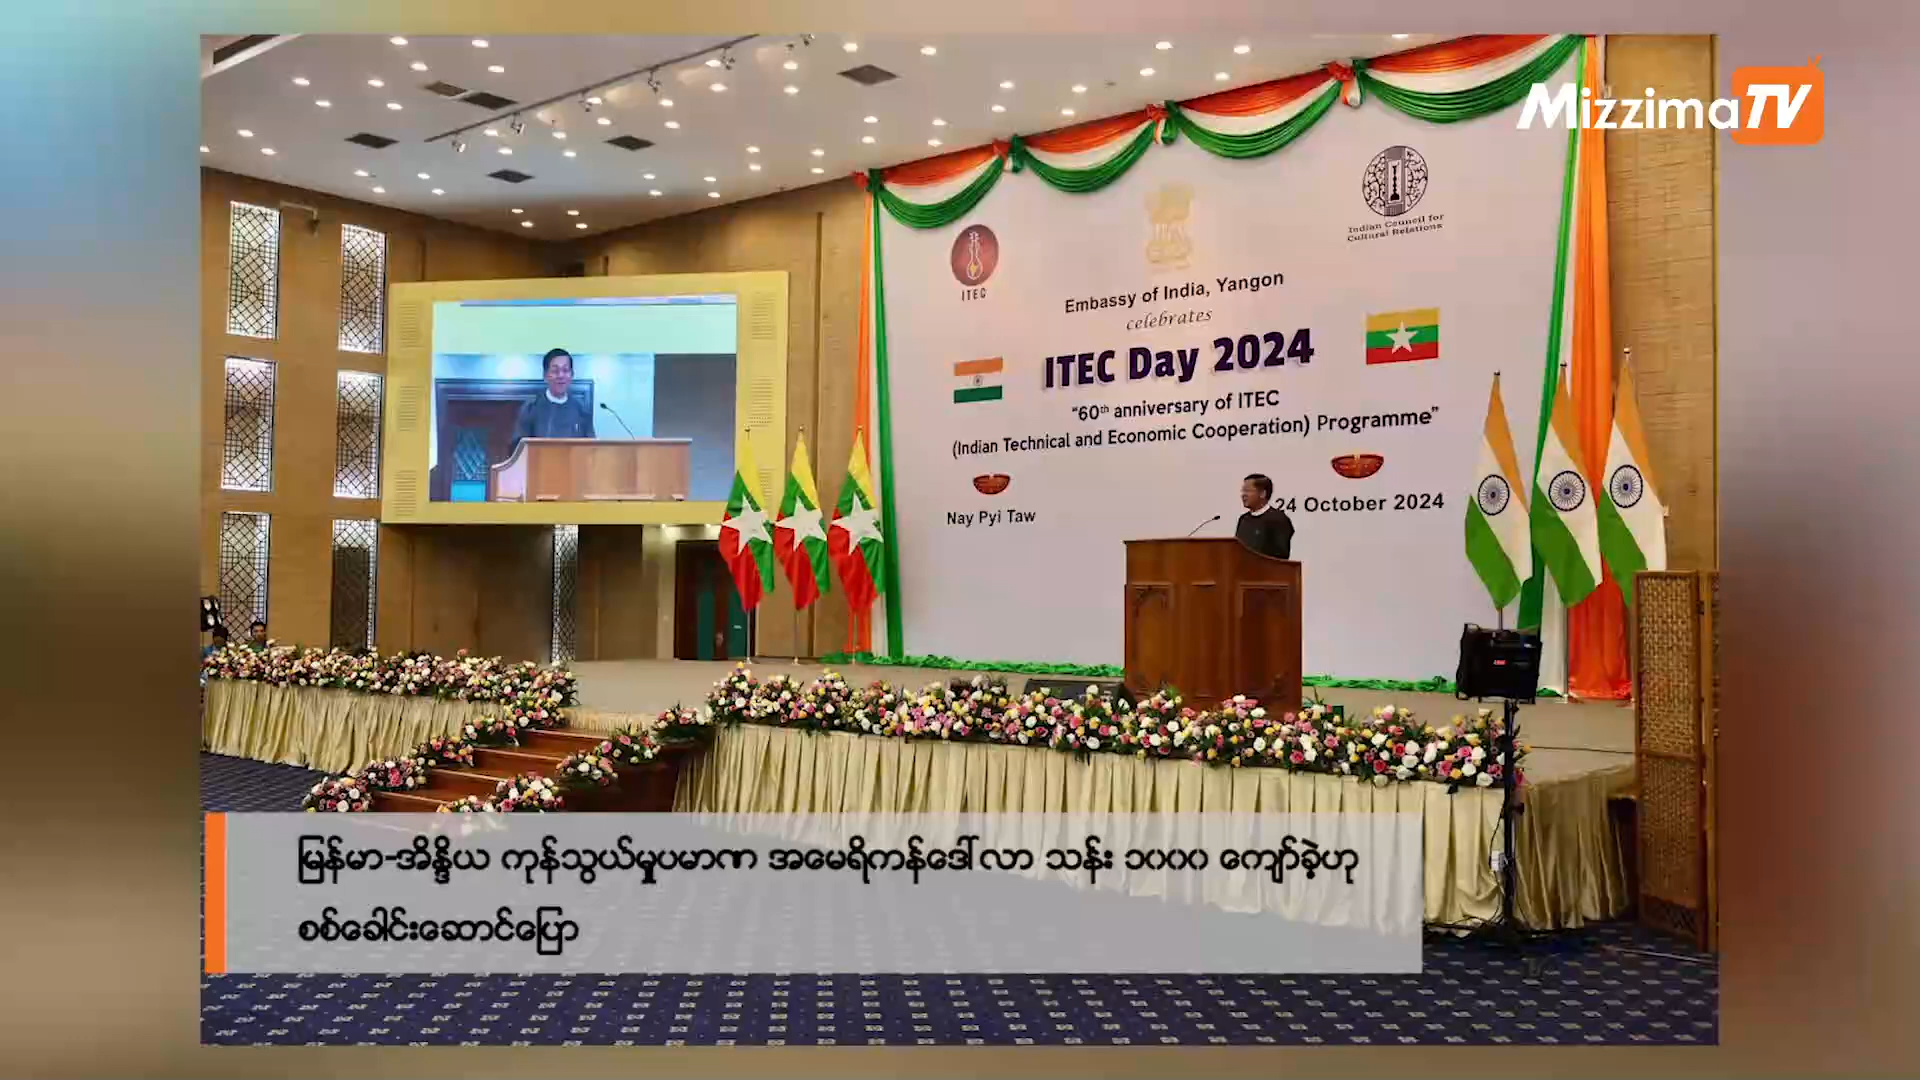 MizzimaTV
Indian Council for
Cultural Relations
ITEC
Embassy of India, Yangon
celebrates
ITEC Day 2024
“60th anniversary of ITEC
(Indian Technical and Economic Cooperation) Programme”
Nay Pyi Taw
24 October 2024
မြန်မာ-အိန္ဒိယ ကုန်သွယ်မှုပမာဏ အမေရိကန်ဒေါ်လာ သန်း ၁၀၀၀ ကျော်ခဲ့ဟု
စစ်ခေါင်းဆောင်ပြော